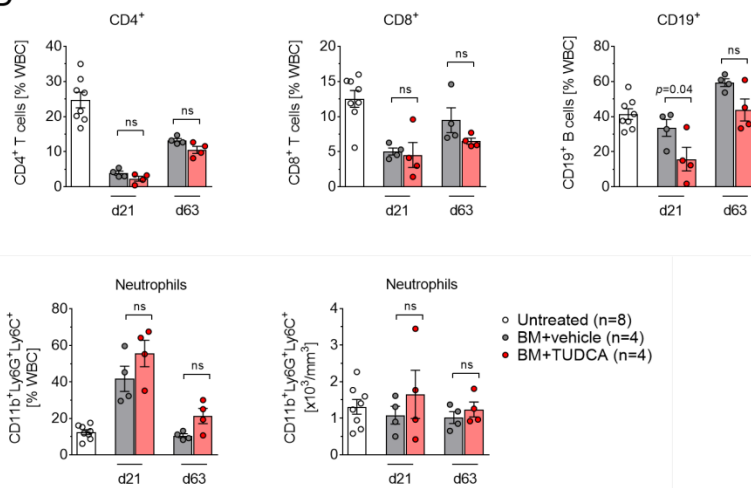 CD4⁺
CD4⁺ T cells [% WBC]
40
30
20
10
0
ns
ns
d21
d63
CD8⁺
CD8⁺ T cells [% WBC]
20
15
10
5
0
ns
ns
d21
d63
CD19⁺
CD19⁺ B cells [% WBC]
80
60
40
20
0
p=0.04
ns
d21
d63
Neutrophils
CD11b⁺Ly6G⁺Ly6C⁺
[% WBC]
80
60
40
20
0
ns
ns
d21
d63
Neutrophils
CD11b⁺Ly6G⁺Ly6C⁺
[x10³/mm³]
4
3
2
1
0
ns
ns
d21
d63
Untreated (n=8)
BM+vehicle (n=4)
BM+TUDCA (n=4)